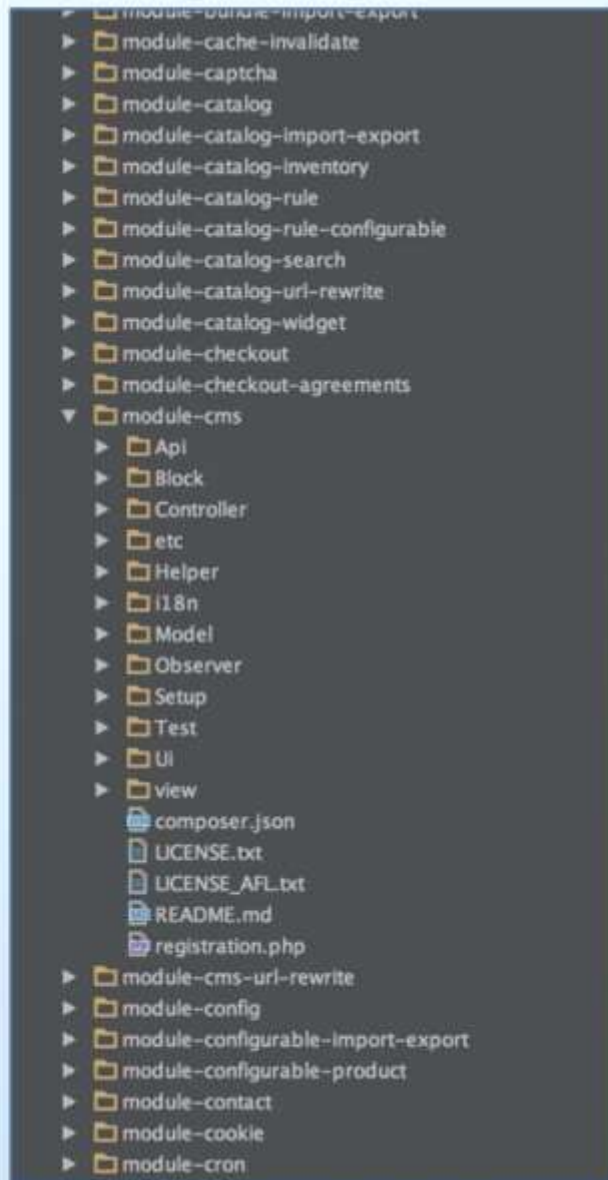 module-bundle-import-export
module-cache-invalidate
module-captcha
module-catalog
module-catalog-import-export
module-catalog-inventory
module-catalog-rule
module-catalog-rule-configurable
module-catalog-search
module-catalog-url-rewrite
module-catalog-widget
module-checkout
module-checkout-agreements
module-cms
Api
Block
Controller
etc
Helper
i18n
Model
Observer
Setup
Test
Ui
view
composer.json
LICENSE.txt
LICENSE_AFL.txt
README.md
registration.php
module-cms-url-rewrite
module-config
module-configurable-import-export
module-configurable-product
module-contact
module-cookie
module-cron